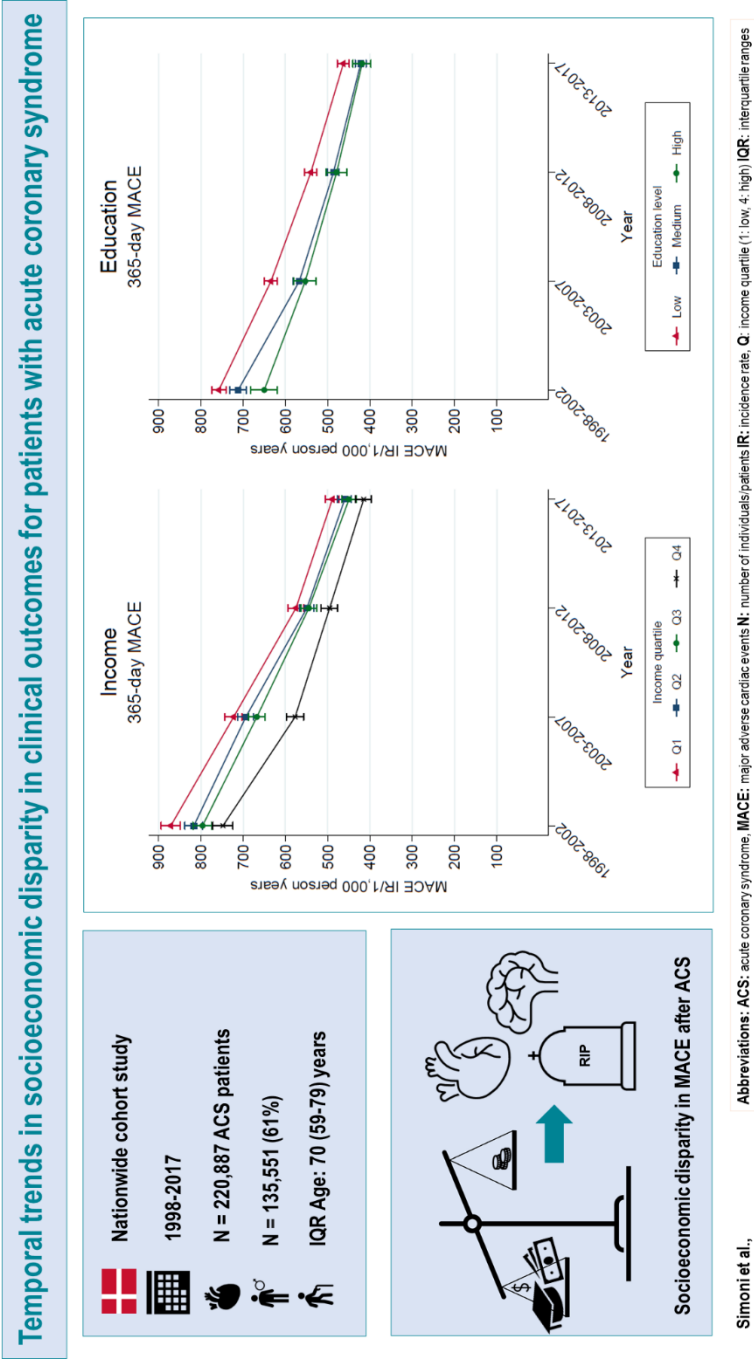 Temporal trends in socioeconomic disparity in clinical outcomes for patients with acute coronary syndrome
Nationwide cohort study
1998-2017
N = 220,887 ACS patients
N = 135,551 (61%)
IQR Age: 70 (59-79) years
$
RIP
Socioeconomic disparity in MACE after ACS
Income
365-day MACE
MACE IR/1,000 person years
900
800
700
600
500
400
300
200
100
1998-2002
2003-2007
2008-2012
2013-2017
Year
Income quartile
Q1 Q2 Q3 Q4
Education
365-day MACE
MACE IR/1,000 person years
900
800
700
600
500
400
300
200
100
1998-2002
2003-2007
2008-2012
2013-2017
Year
Education level
Low Medium High
Simoni et al.,
Abbreviations: ACS: acute coronary syndrome, MACE: major adverse cardiac events N: number of individuals/patients IR: incidence rate, Q: income quartile (1: low, 4: high) IQR: interquartile ranges